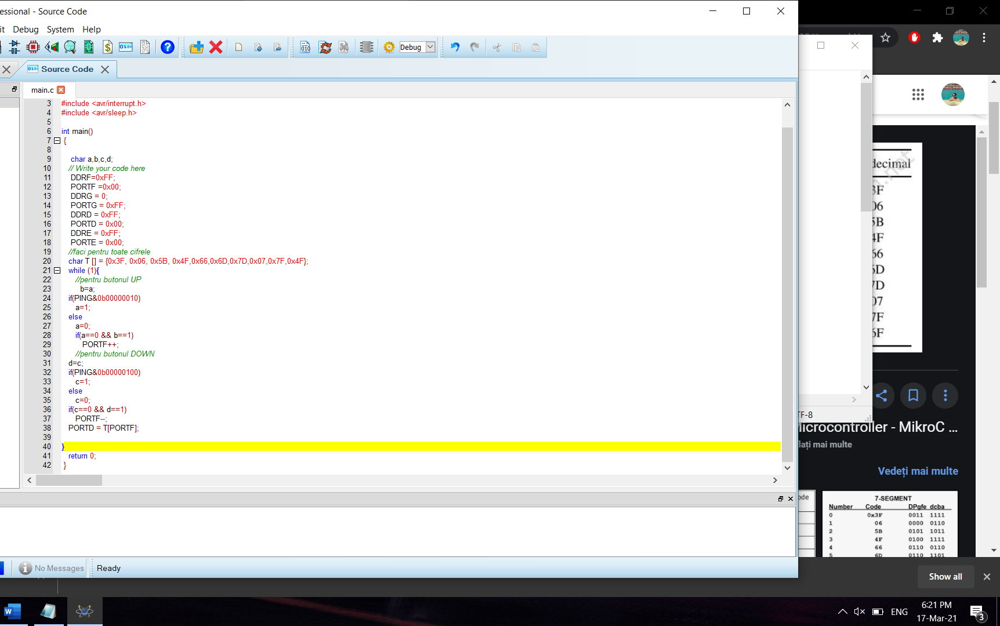 essional - Source Code
it Debug System Help
Debug
Source Code
main.c
3 #include <avr/interrupt.h>
4 #include <avr/sleep.h>
5
6 int main()
7 {
8
9 char a,b,c,d;
10 // Write your code here
11 DDRF=0xFF;
12 PORTF =0x00;
13 DDRG = 0;
14 PORTG = 0xFF;
15 DDRD = 0xFF;
16 PORTD = 0x00;
17 DDRE = 0xFF;
18 PORTE = 0x00;
19 //faci pentru toate cifrele
20 char T [] = {0x3F, 0x06, 0x5B, 0x4F,0x66,0x6D,0x7D,0x07,0x7F,0x4F};
21 while (1){
22 //pentru butonul UP
23 b=a;
24 if(PING&0b00000010)
25 a=1;
26 else
27 a=0;
28 if(a==0 && b==1)
29 PORTF++;
30 //pentru butonul DOWN
31 d=c;
32 if(PING&0b00000100)
33 c=1;
34 else
35 c=0;
36 if(c==0 && d==1)
37 PORTF--;
38 PORTD = T[PORTF];
39
40 }
41 return 0;
42 }
No Messages Ready
decimal
3F
06
5B
4F
66
6D
7D
07
7F
6F
TF-8
Microcontroller - MikroC ...
lați mai multe
Vedeți mai multe
ode
7-SEGMENT
Number Code DPgfe dcba
0 0x3F 0011 1111
1 06 0000 0110
2 5B 0101 1011
3 4F 0100 1111
4 66 0110 0110
5 6D 0110 1101
Show all
ENG
6:21 PM
17-Mar-21
3